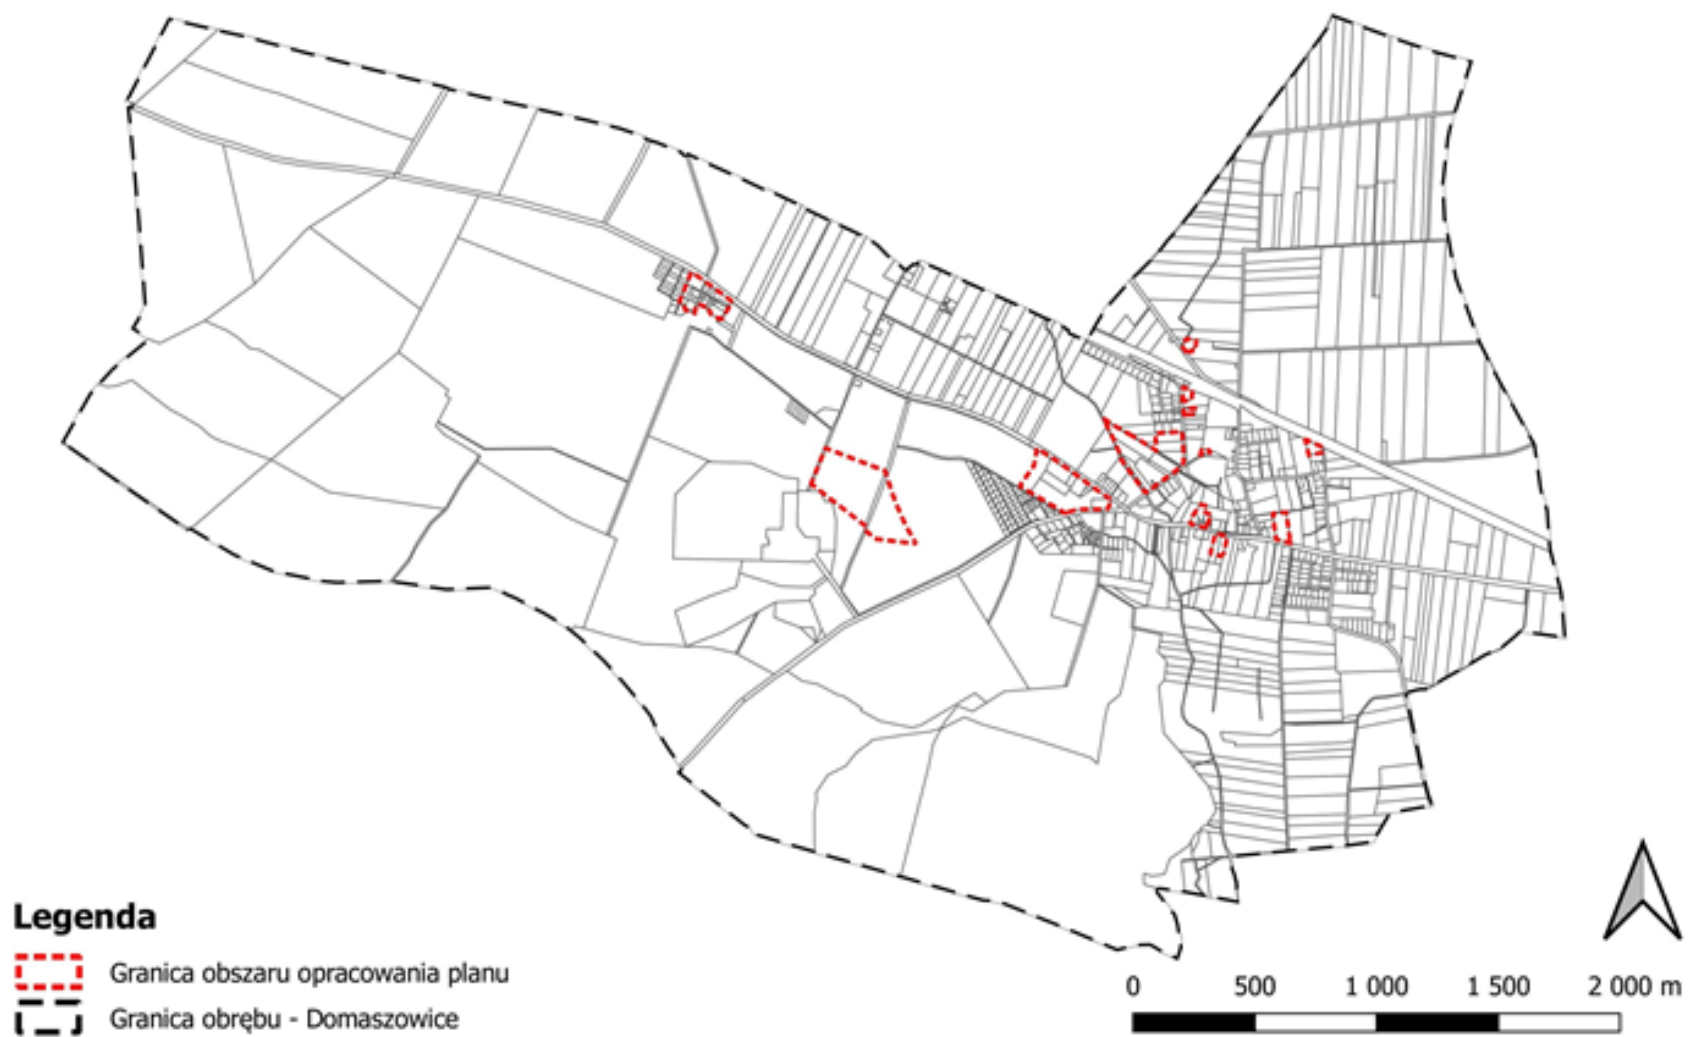 Legenda
Granica obszaru opracowania planu
Granica obrębu - Domaszowice
0 500 1 000 1 500 2 000 m